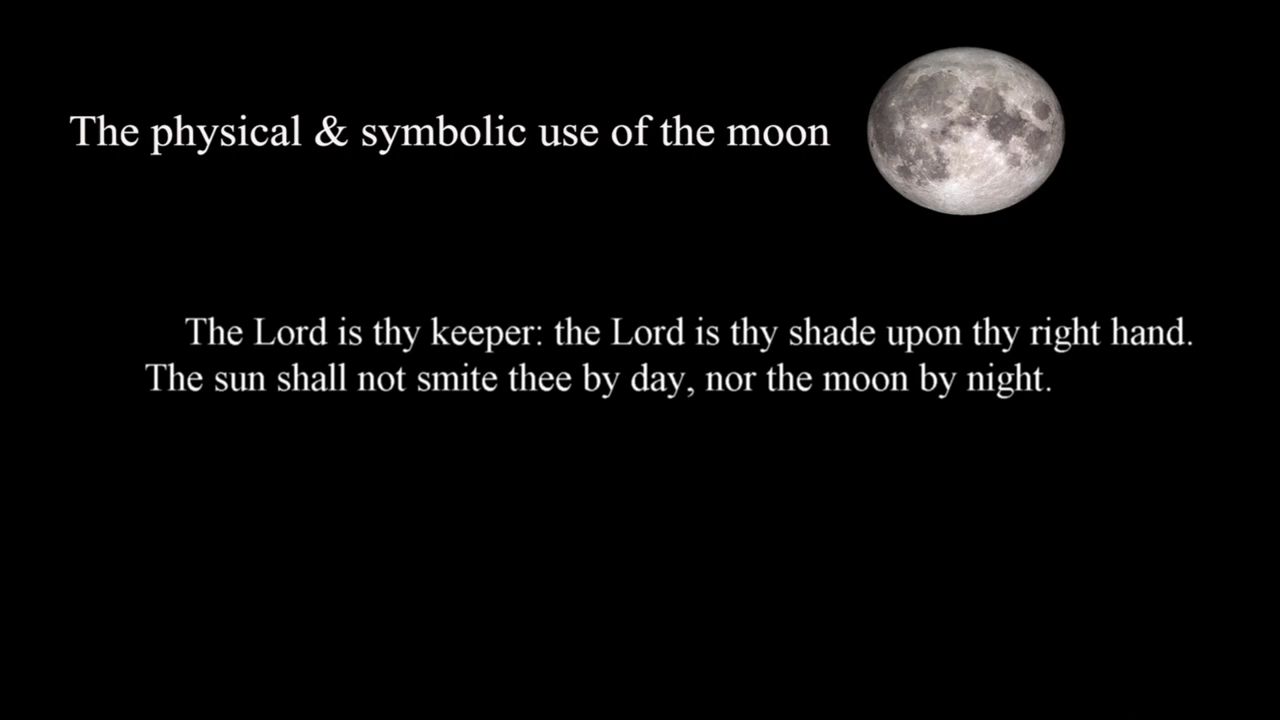 The physical & symbolic use of the moon
The Lord is thy keeper: the Lord is thy shade upon thy right hand.
The sun shall not smite thee by day, nor the moon by night.